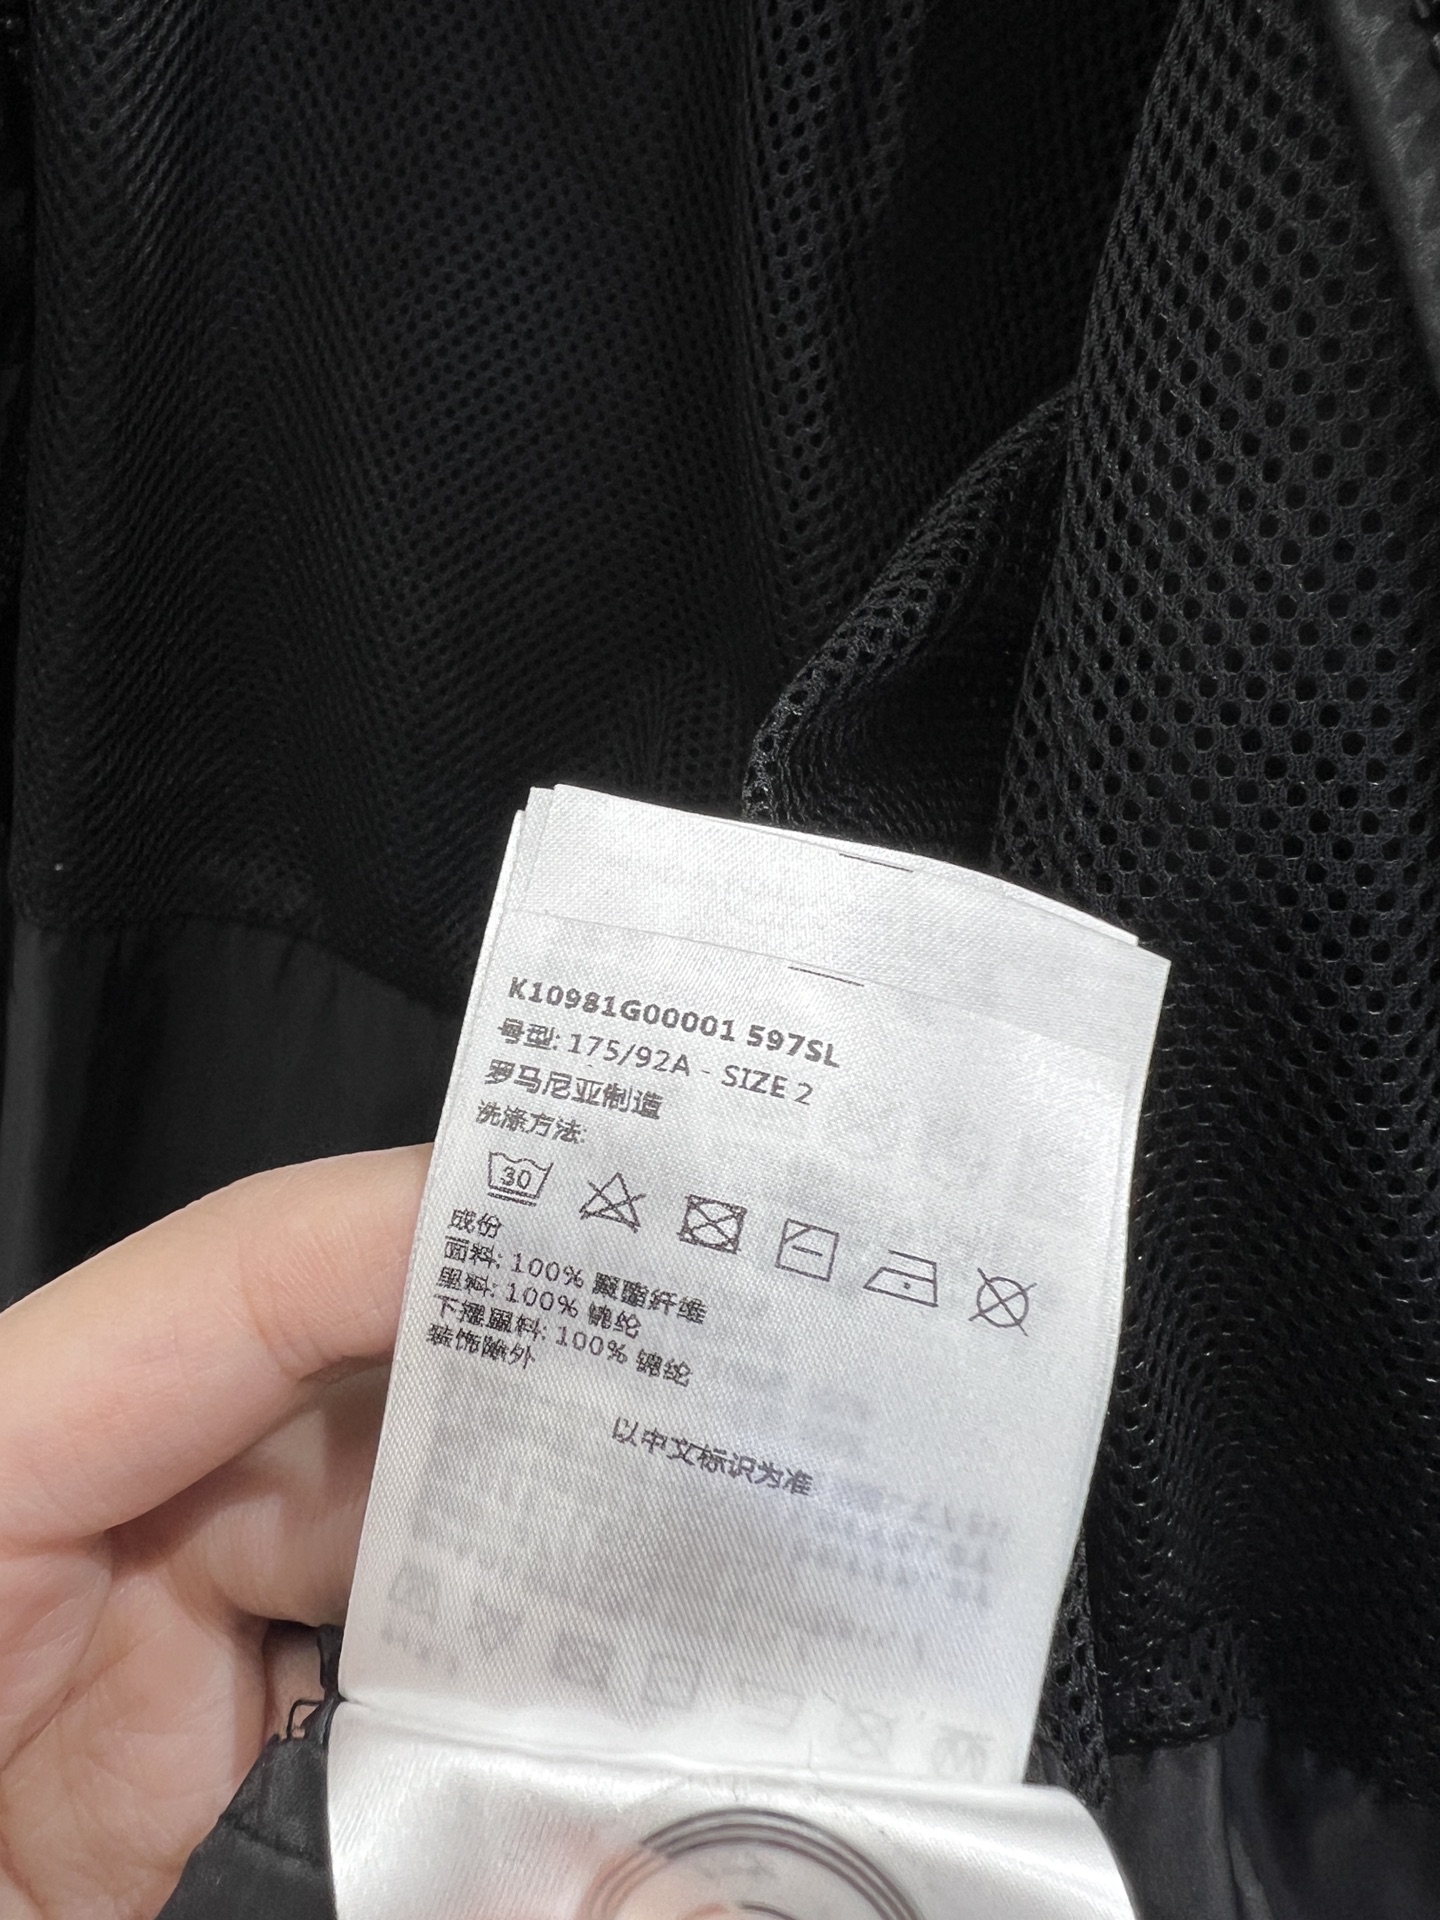 K10981G00001 597SL
号型: 175/92A - SIZE 2
罗马尼亚制造
洗涤方法:
30
成份
面料: 100% 聚酯纤维
里料: 100% 锦纶
下摆里料: 100% 锦纶
装饰除外
以中文标识为准